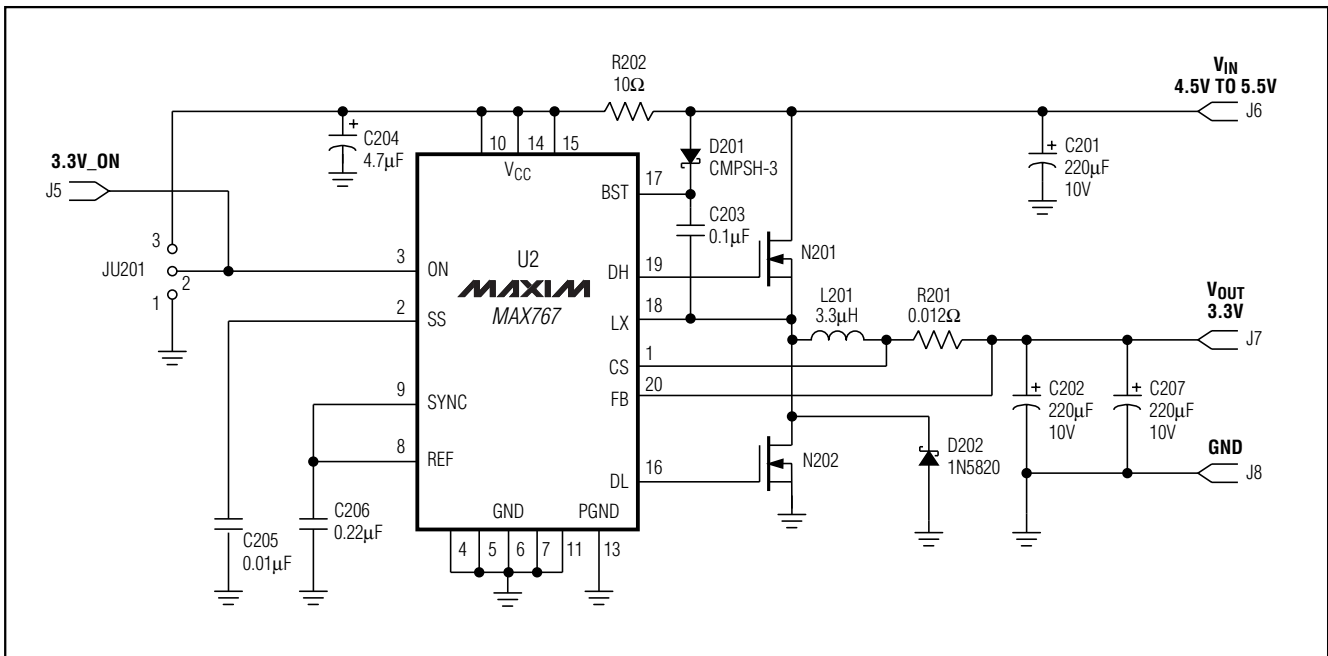 R202
10Ω
VIN
4.5V TO 5.5V
J6
C204
4.7µF
+
10
14
15
VCC
D201
CMPSH-3
+
C201
220µF
10V
3.3V_ON
J5
17
BST
C203
0.1µF
3
JU201
2
1
3
ON
U2
MAXIM
MAX767
DH
19
N201
2
SS
LX
18
L201
3.3µH
R201
0.012Ω
VOUT
3.3V
J7
CS
1
FB
20
9
SYNC
8
REF
+
C202
220µF
10V
+
C207
220µF
10V
DL
16
N202
D202
1N5820
GND
J8
C205
0.01µF
C206
0.22µF
GND
PGND
4
5
6
7
11
13